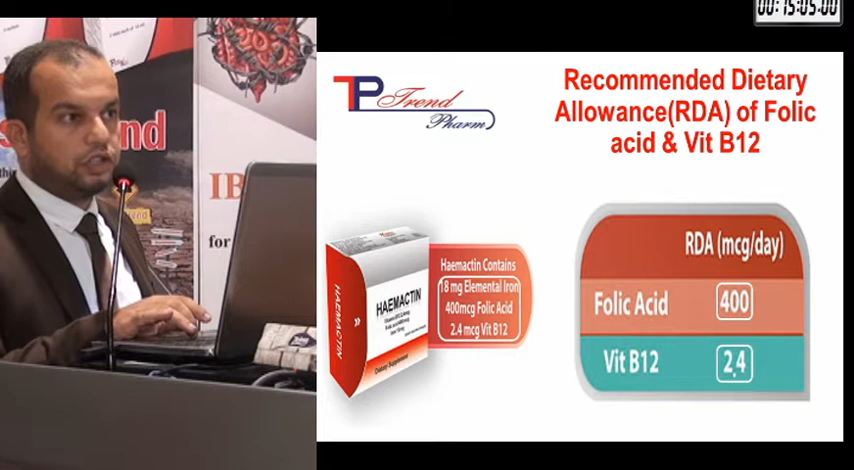 00:15:05:00
nd
IB
for
TP Trend
Pharm
Recommended Dietary
Allowance(RDA) of Folic
acid & Vit B12
HAEMACTIN
HAEMACTIN
Dietary Supplement
Haemactin Contains
18 mg Elemental Iron
400mcg Folic Acid
2.4 mcg Vit B12
RDA (mcg/day)
Folic Acid 400
Vit B12 2,4